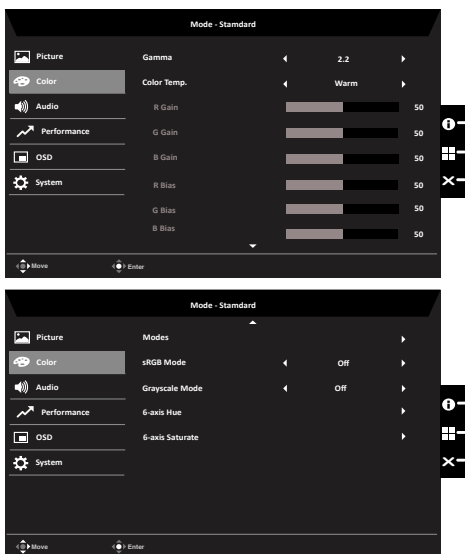 Mode - Standard
Picture Gamma 2.2
Color Color Temp. Warm
Audio R Gain 50
Performance G Gain 50
OSD B Gain 50
System R Bias 50
G Bias 50
B Bias 50
Move Enter
Mode - Standard
Picture Modes
Color sRGB Mode Off
Audio Grayscale Mode Off
Performance 6-axis Hue
OSD 6-axis Saturate
System
Move Enter